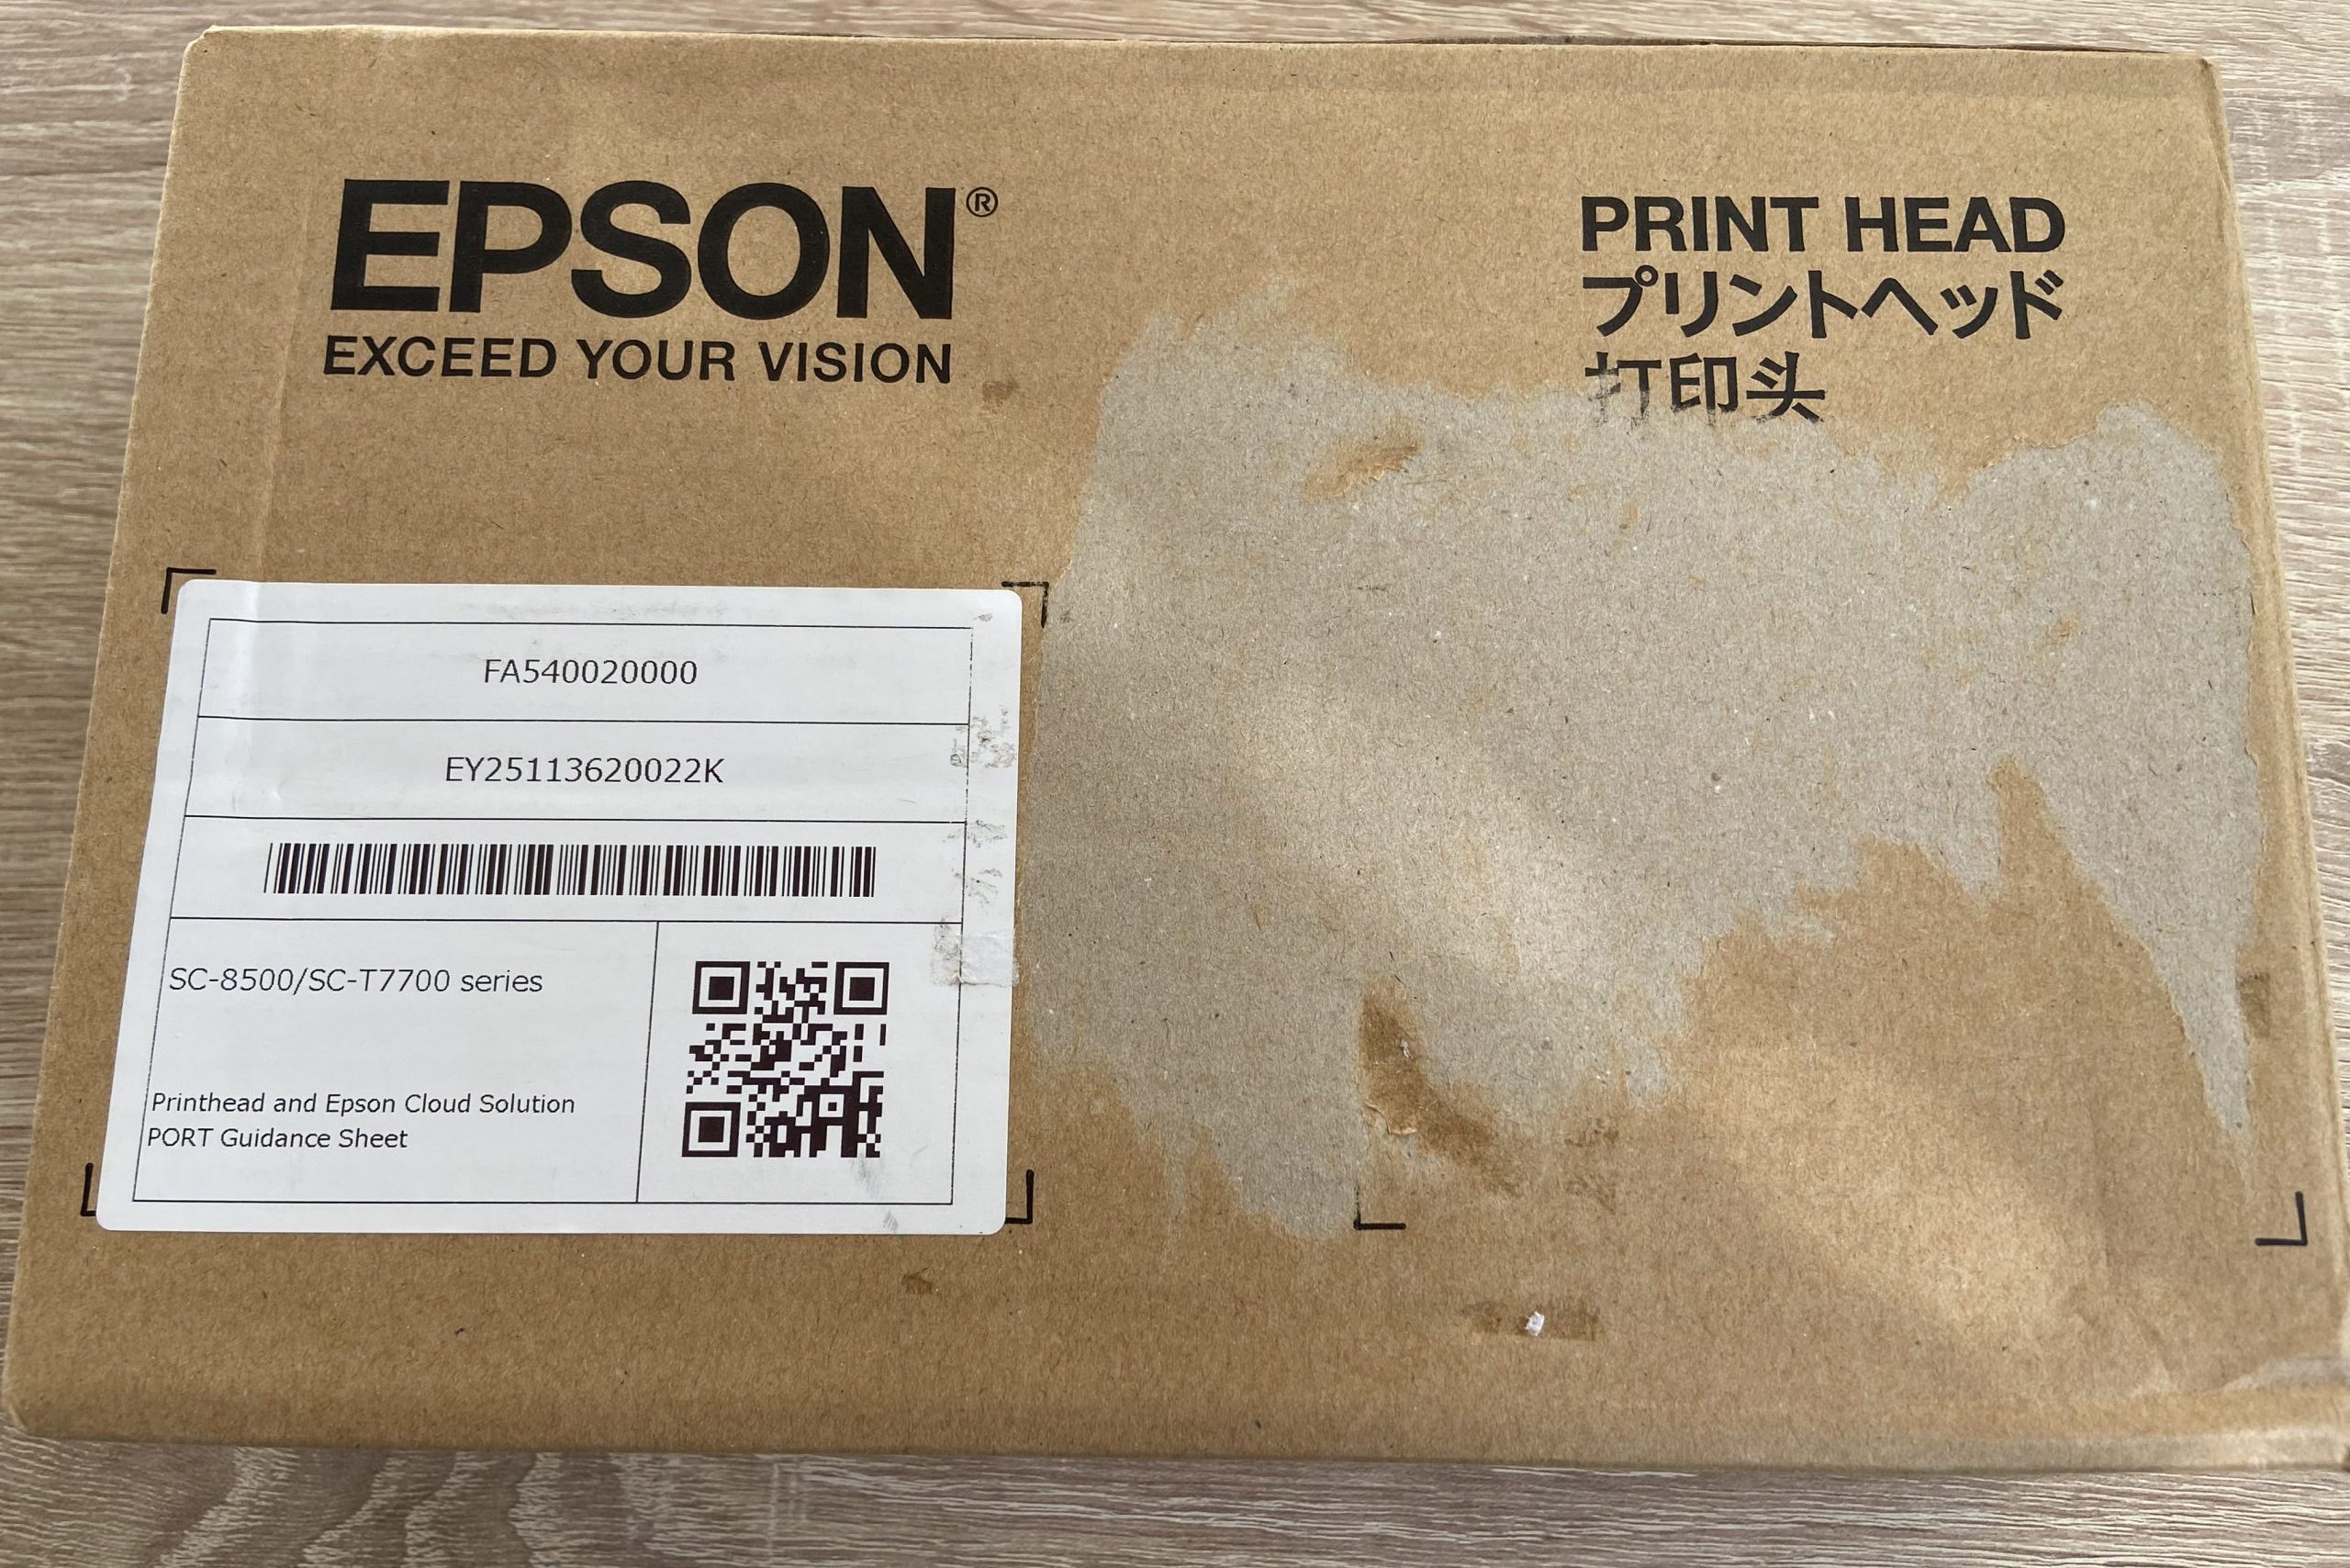 EPSON®
EXCEED YOUR VISION
PRINT HEAD
プリントヘッド
打印头
FA540020000
EY25113620022K
SC-8500/SC-T7700 series
Printhead and Epson Cloud Solution
PORT Guidance Sheet